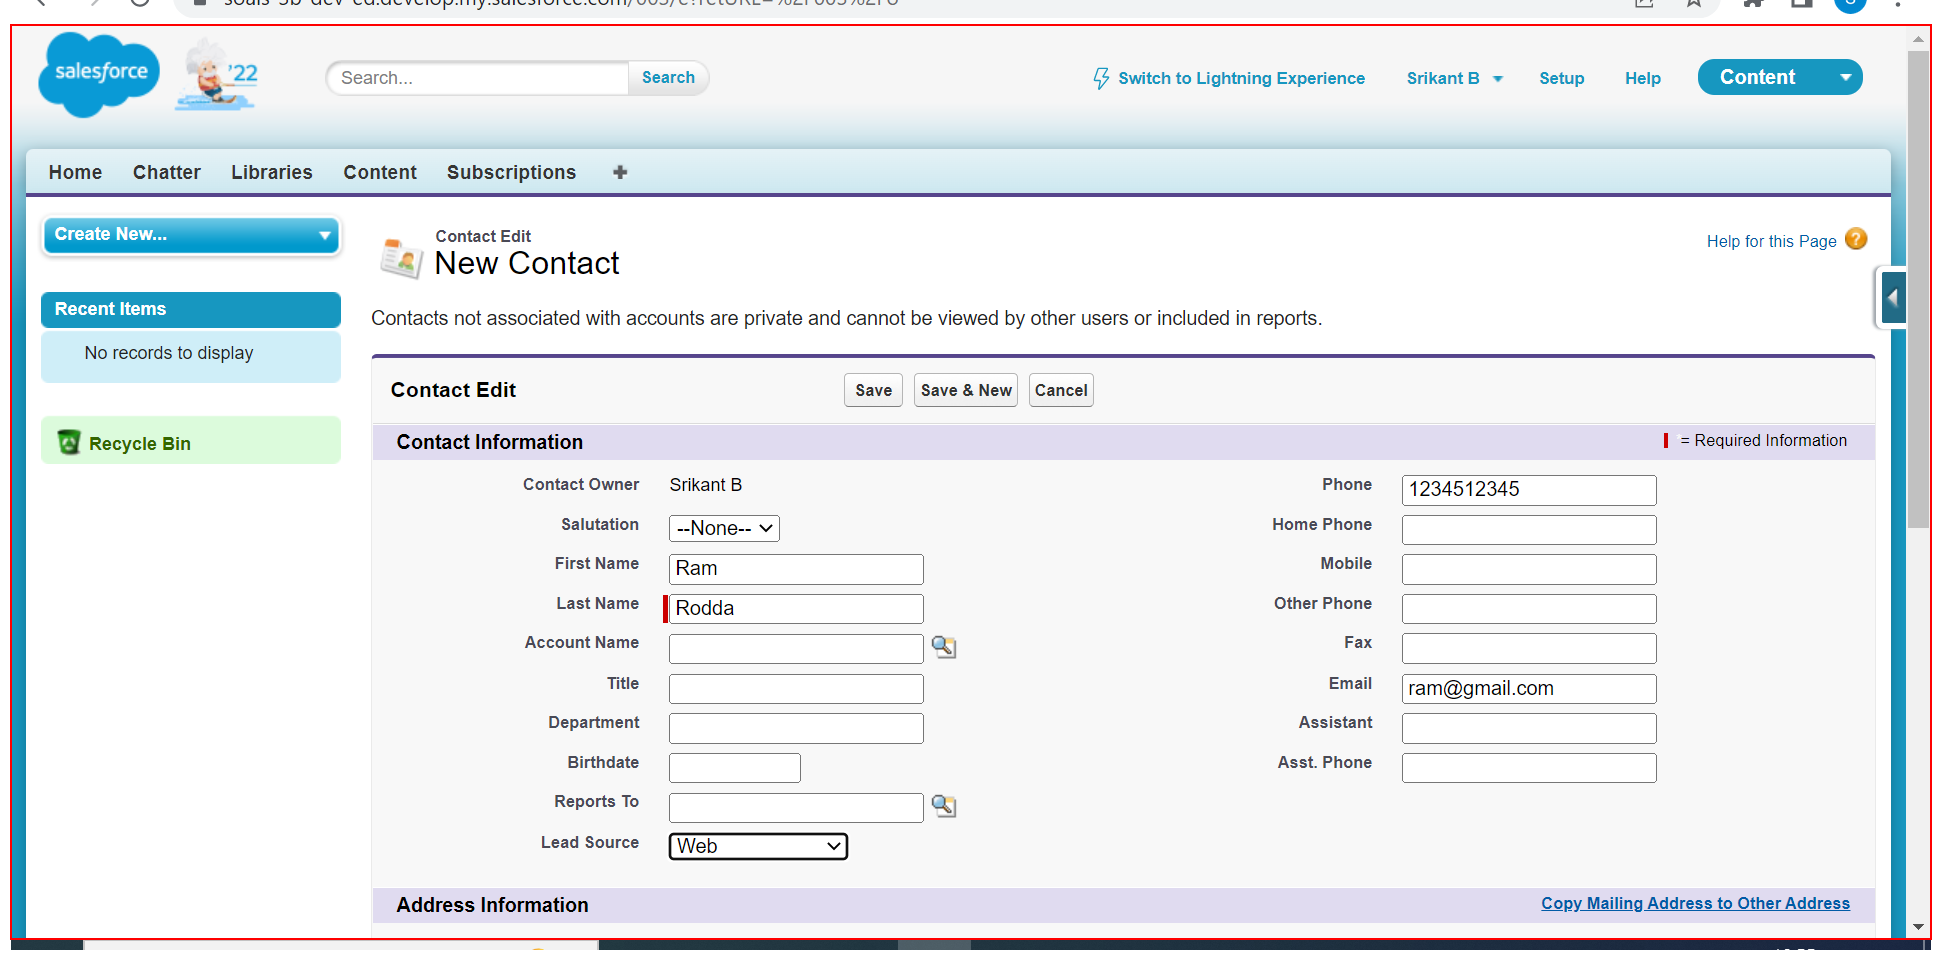 salesforce
'22
Search...
Search
Switch to Lightning Experience
Srikant B
Setup
Help
Content
Home
Chatter
Libraries
Content
Subscriptions
Create New...
Recent Items
No records to display
Recycle Bin
Contact Edit
New Contact
Help for this Page
?
Contacts not associated with accounts are private and cannot be viewed by other users or included in reports.
Contact Edit
Save
Save & New
Cancel
Contact Information
= Required Information
Contact Owner Srikant B
Salutation --None--
First Name Ram
Last Name Rodda
Account Name
Title
Department
Birthdate
Reports To
Lead Source Web
Phone 1234512345
Home Phone
Mobile
Other Phone
Fax
Email ram@gmail.com
Assistant
Asst. Phone
Address Information
Copy Mailing Address to Other Address